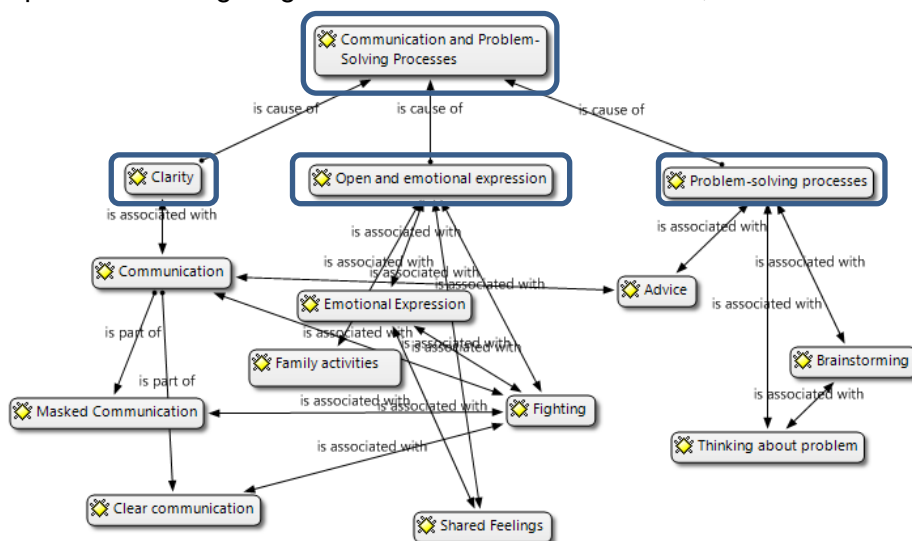 Communication and Problem-
Solving Processes
is cause of
is cause of
is cause of
Clarity
Open and emotional expression
Problem-solving processes
is associated with
is associated with
is associated with
is associated with
is associated with
is associated with
is associated with
Communication
Advice
Emotional Expression
is associated with
is part of
is associated with
is associated with
Family activities
Brainstorming
is part of
is associated with
is associated with
is associated with
Masked Communication
Fighting
is associated with
Thinking about problem
Clear communication
Shared Feelings